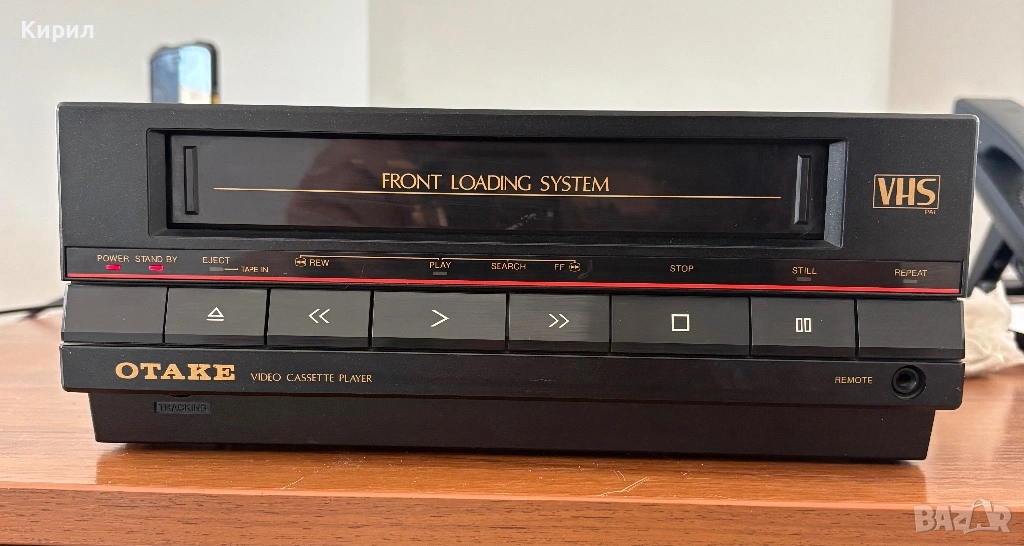 Кирил
FRONT LOADING SYSTEM
VHS
PAL
POWER STAND BY EJECT TAPE IN REW PLAY SEARCH FF STOP STILL REPEAT
OTAKE VIDEO CASSETTE PLAYER REMOTE
TRACKING
BAZAR